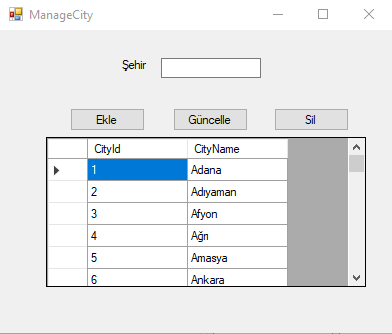 ManageCity
Şehir
Ekle Güncelle Sil
CityId CityName
1 Adana
2 Adıyaman
3 Afyon
4 Ağrı
5 Amasya
6 Ankara